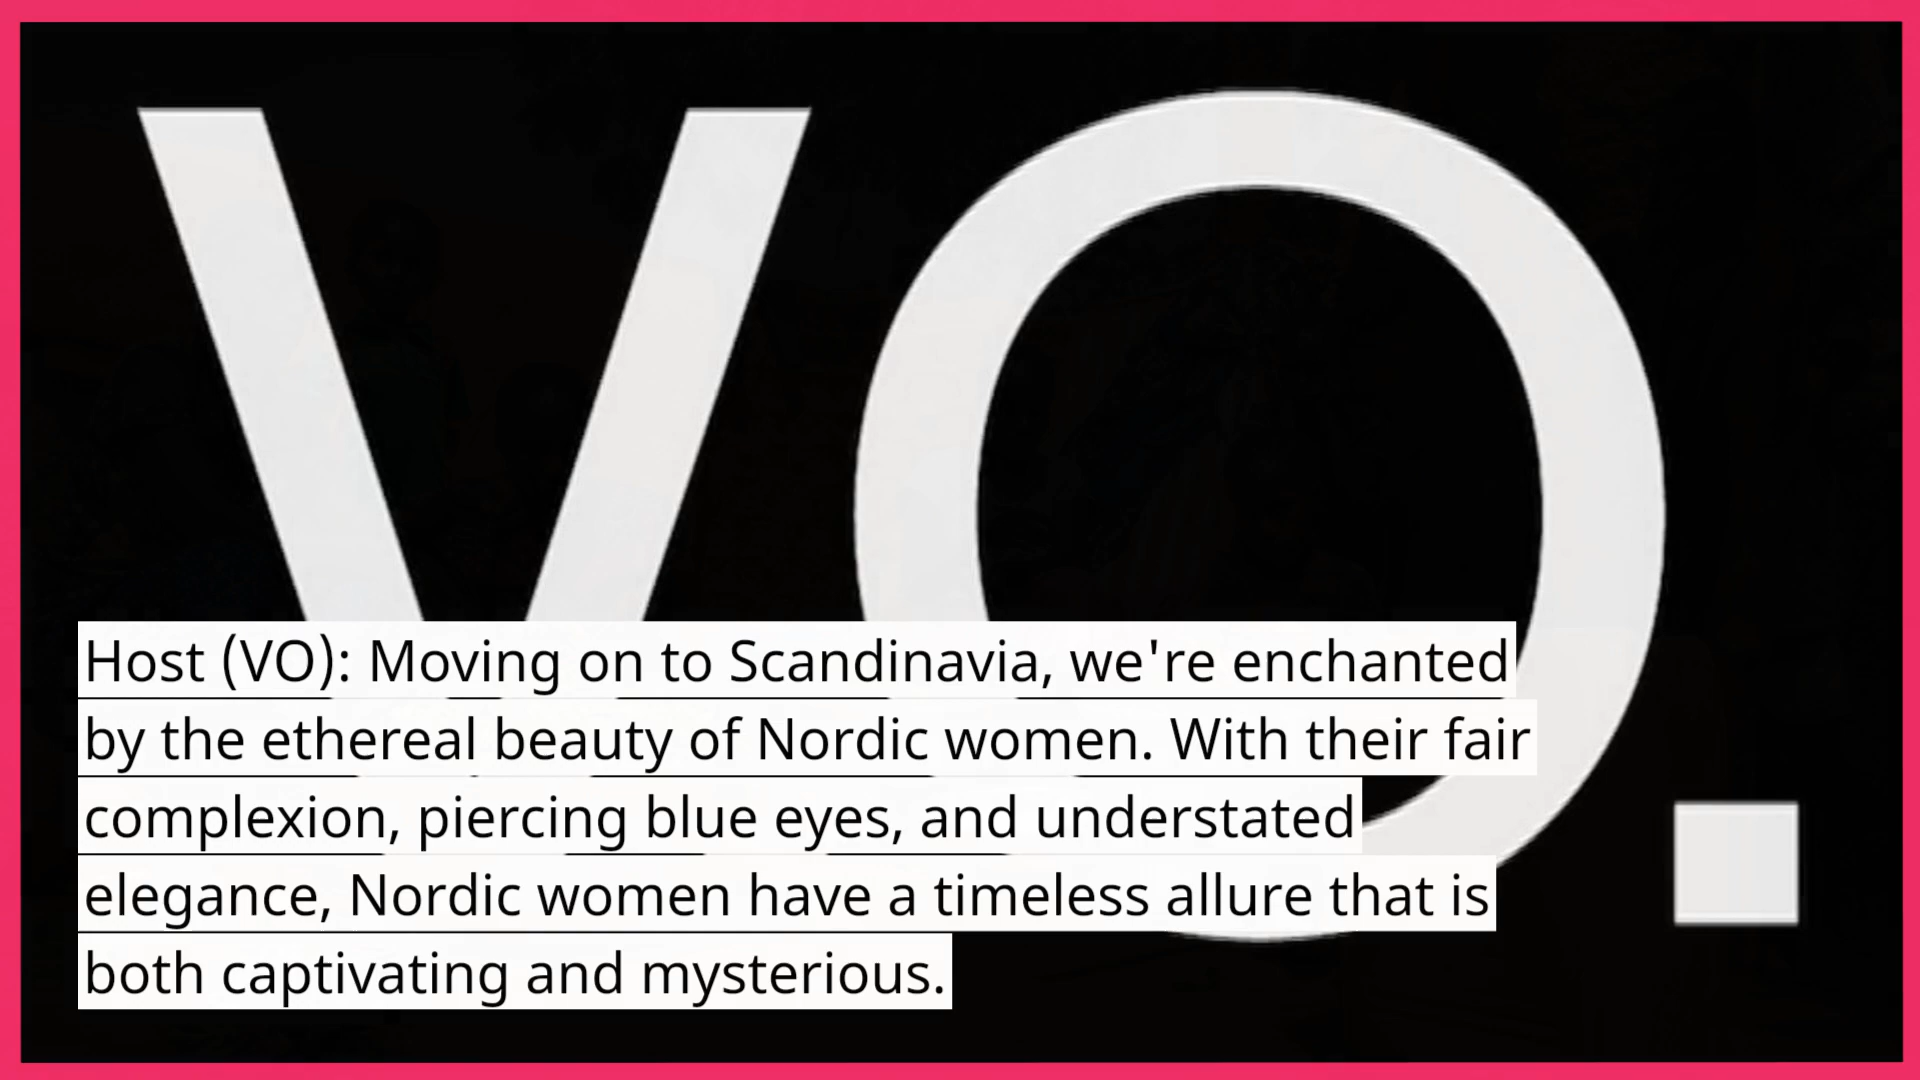 VO.
Host (VO): Moving on to Scandinavia, we're enchanted
by the ethereal beauty of Nordic women. With their fair
complexion, piercing blue eyes, and understated
elegance, Nordic women have a timeless allure that is
both captivating and mysterious.